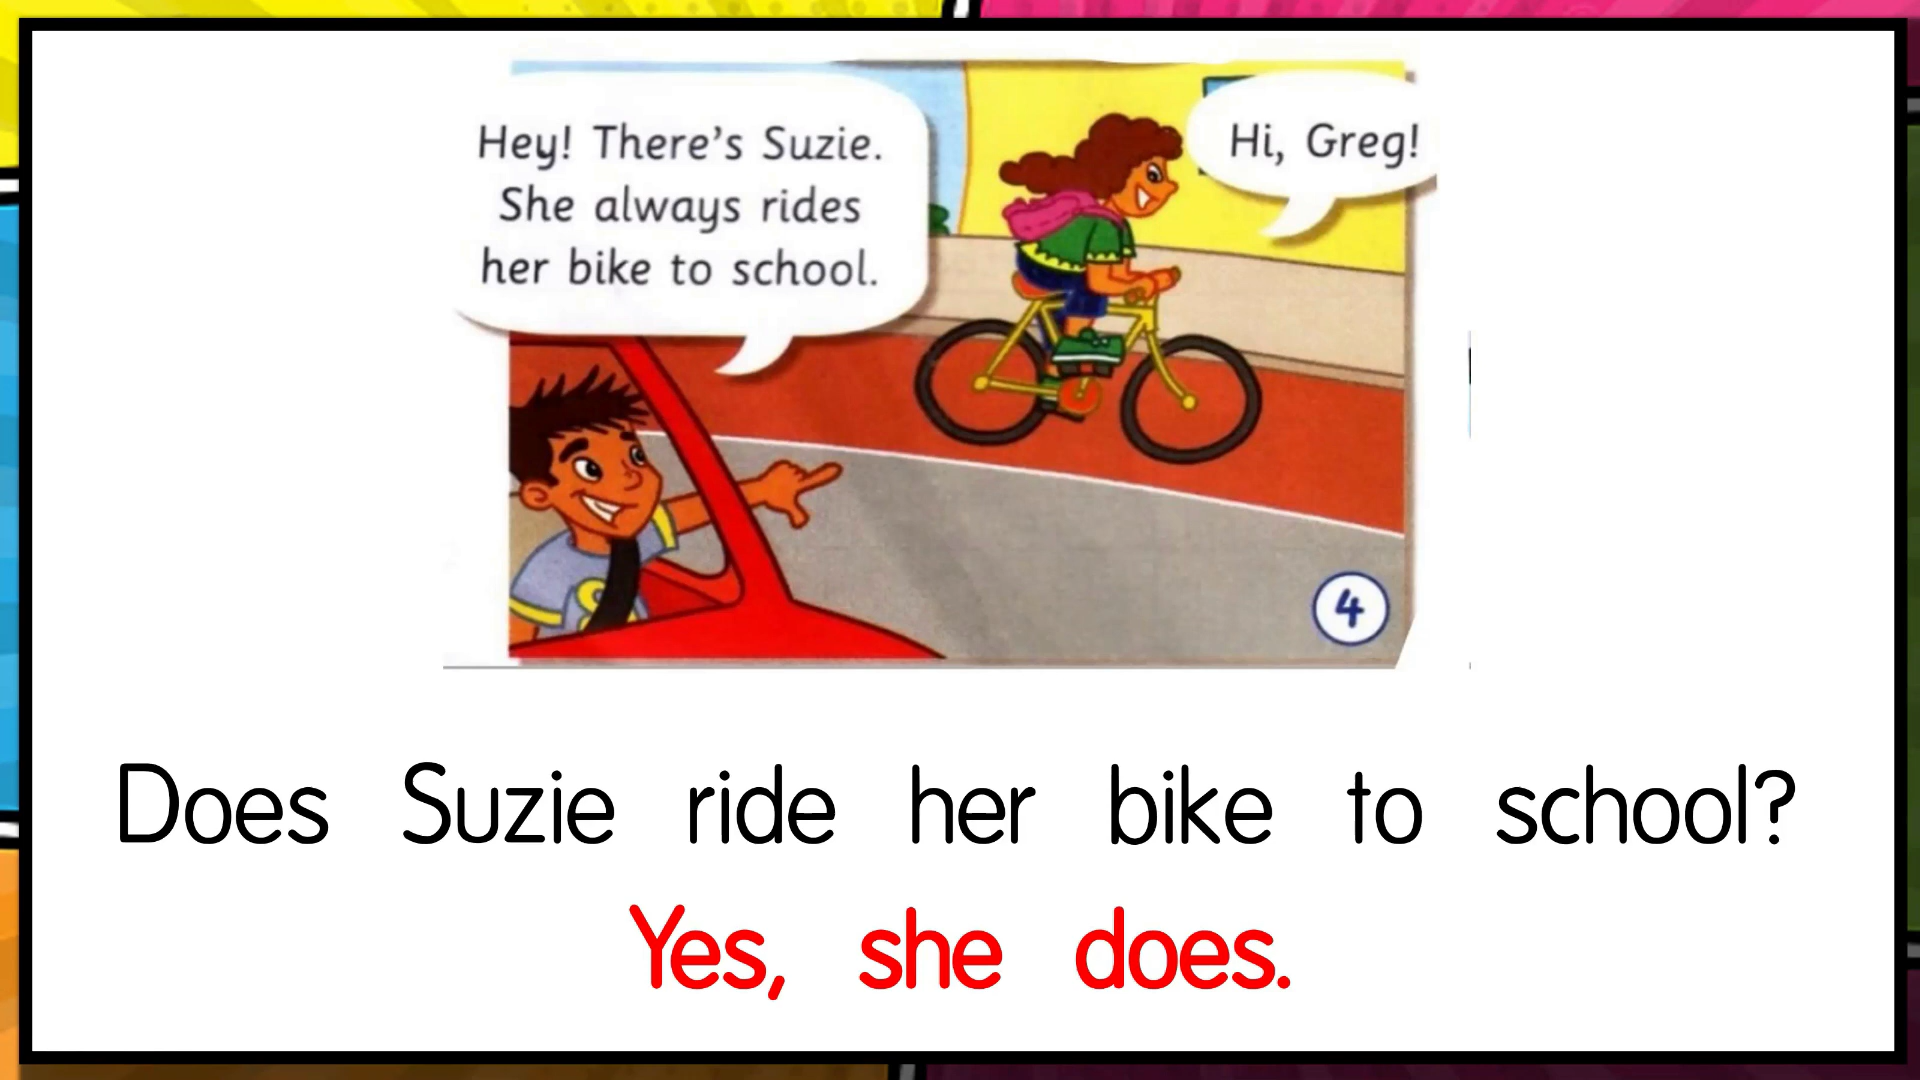 Hey! There's Suzie.
She always rides
her bike to school.
Hi, Greg!
4
Does Suzie ride her bike to school?
Yes, she does.